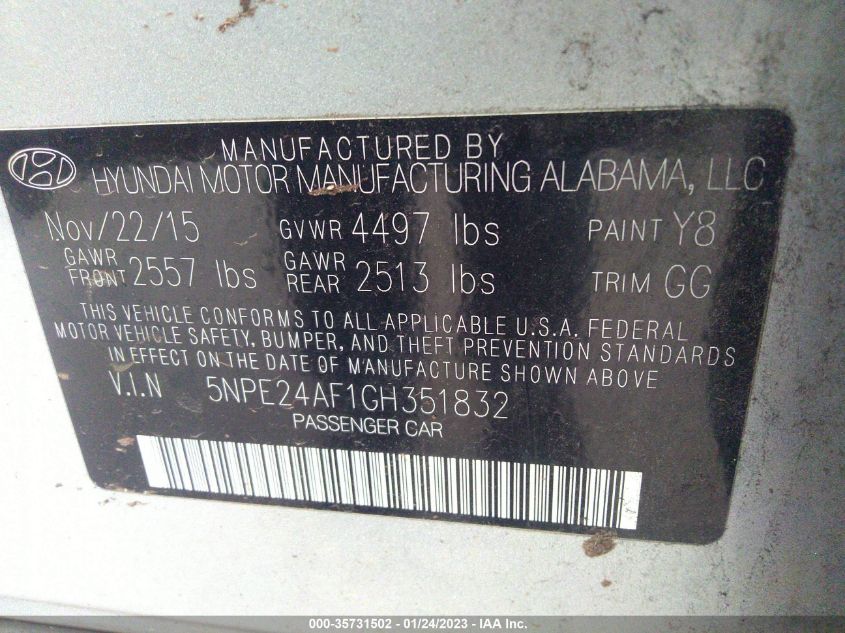 MANUFACTURED BY
HYUNDAI MOTOR MANUFACTURING ALABAMA, LLC
Nov/22/15 GVWR 4497 lbs PAINT Y8
GAWR FRONT 2557 lbs GAWR REAR 2513 lbs TRIM GG
THIS VEHICLE CONFORMS TO ALL APPLICABLE U.S.A. FEDERAL
MOTOR VEHICLE SAFETY, BUMPER, AND THEFT PREVENTION STANDARDS
IN EFFECT ON THE DATE OF MANUFACTURE SHOWN ABOVE
V.I.N 5NPE24AF1GH351832
PASSENGER CAR
000-35731502 - 01/24/2023 - IAA Inc.